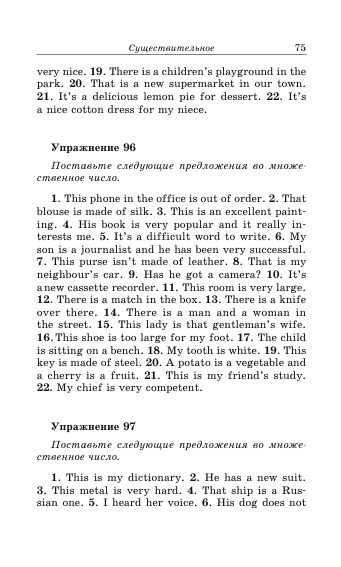 Существительное 75
very nice. 19. There is a children's playground in the
park. 20. That is a new supermarket in our town.
21. It's a delicious lemon pie for dessert. 22. It's
a nice cotton dress for my niece.
Упражнение 96
Поставьте следующие предложения во множе-
ственное число.
1. This phone in the office is out of order. 2. That
blouse is made of silk. 3. This is an excellent paint-
ing. 4. His book is very popular and it really in-
terests me. 5. It's a difficult word to write. 6. My
son is a journalist and he has been very successful.
7. This purse isn't made of leather. 8. That is my
neighbour's car. 9. Has he got a camera? 10. It's
a new cassette recorder. 11. This room is very large.
12. There is a match in the box. 13. There is a knife
over there. 14. There is a man and a woman in
the street. 15. This lady is that gentleman's wife.
16. This shoe is too large for my foot. 17. The child
is sitting on a bench. 18. My tooth is white. 19. This
key is made of steel. 20. A potato is a vegetable and
a cherry is a fruit. 21. This is my friend's study.
22. My chief is very competent.
Упражнение 97
Поставьте следующие предложения во множе-
ственное число.
1. This is my dictionary. 2. He has a new suit.
3. This metal is very hard. 4. That ship is a Rus-
sian one. 5. I heard her voice. 6. His dog does not